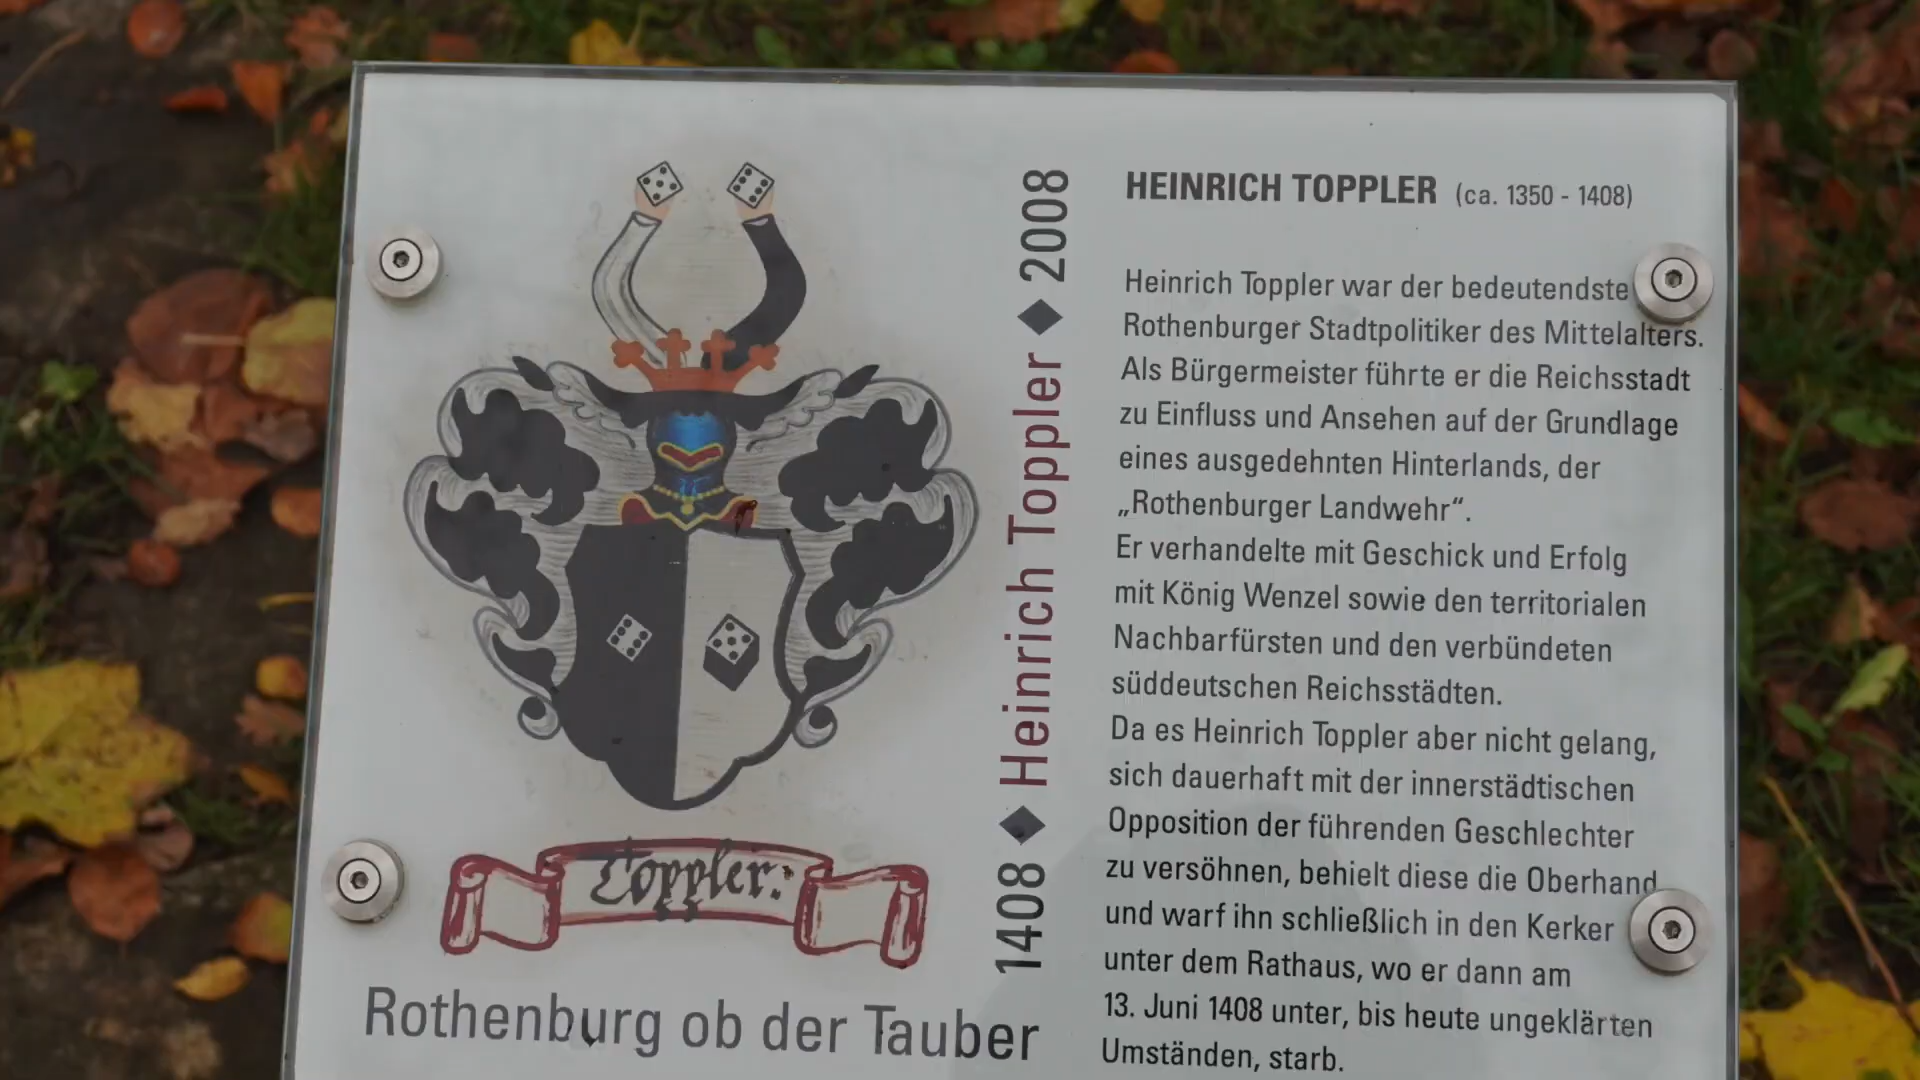 HEINRICH TOPPLER (ca. 1350 - 1408)
Heinrich Toppler war der bedeutendste
Rothenburger Stadtpolitiker des Mittelalters.
Als Bürgermeister führte er die Reichsstadt
zu Einfluss und Ansehen auf der Grundlage
eines ausgedehnten Hinterlands, der
„Rothenburger Landwehr“.
Er verhandelte mit Geschick und Erfolg
mit König Wenzel sowie den territorialen
Nachbarfürsten und den verbündeten
süddeutschen Reichsstädten.
Da es Heinrich Toppler aber nicht gelang,
sich dauerhaft mit der innerstädtischen
Opposition der führenden Geschlechter
zu versöhnen, behielt diese die Oberhand
und warf ihn schließlich in den Kerker
unter dem Rathaus, wo er dann am
13. Juni 1408 unter, bis heute ungeklärten
Umständen, starb.
1408 ◆ Heinrich Toppler ◆ 2008
Toppler:
Rothenburg ob der Tauber